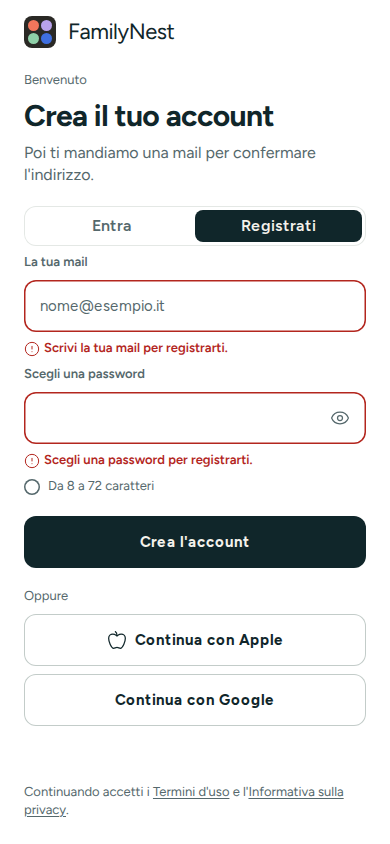 FamilyNest
Benvenuto
Crea il tuo account
Poi ti mandiamo una mail per confermare
l'indirizzo.
Entra
Registrati
La tua mail
nome@esempio.it
Scrivi la tua mail per registrarti.
Scegli una password
Scegli una password per registrarti.
Da 8 a 72 caratteri
Crea l'account
Oppure
Continua con Apple
Continua con Google
Continuando accetti i Termini d'uso e l'Informativa sulla
privacy.